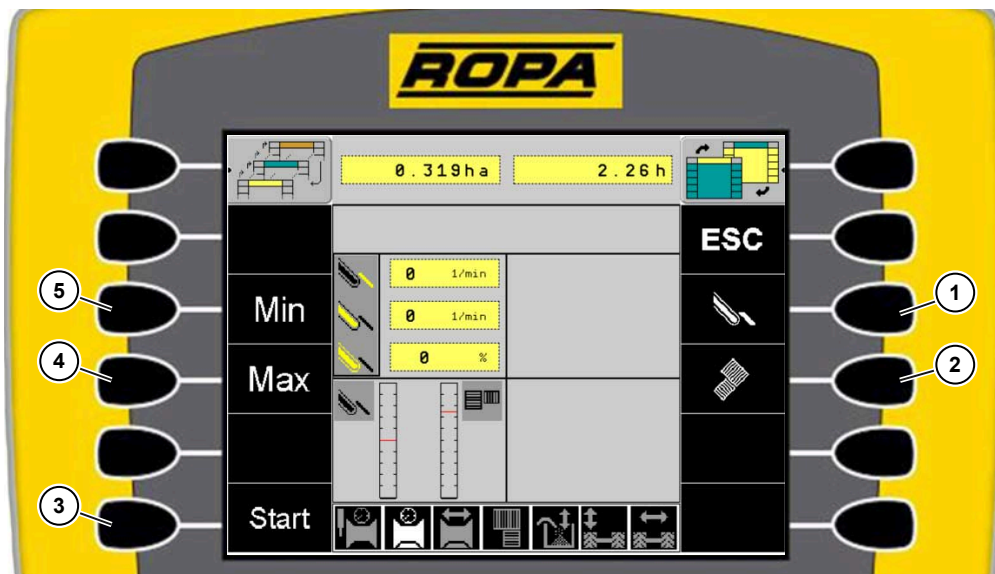 ROPA
0.319ha 2.26h
ESC
0 1/min
5 Min 0 1/min 1
0 %
4 Max 2
3 Start